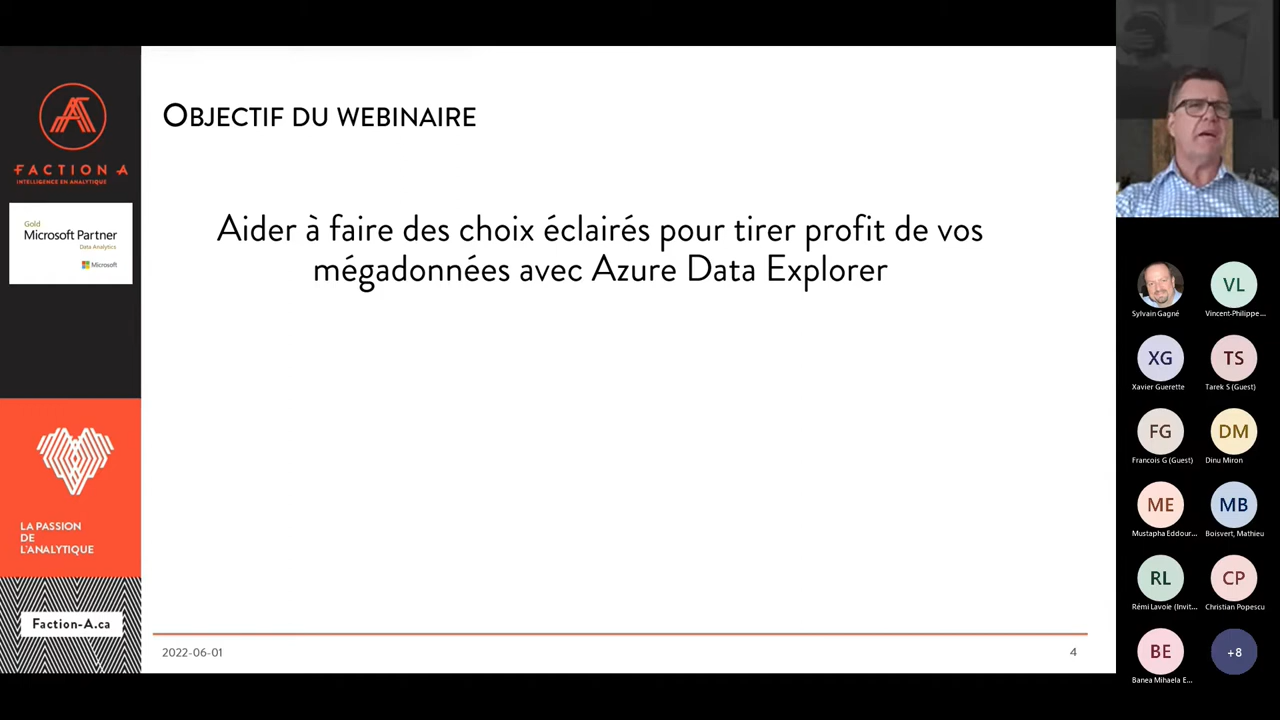 FACTION A
INTELLIGENCE EN ANALYTIQUE
Gold
Microsoft Partner
Data Analytics
Microsoft
LA PASSION
DE
L'ANALYTIQUE
Faction-A.ca
OBJECTIF DU WEBINAIRE
Aider à faire des choix éclairés pour tirer profit de vos
mégadonnées avec Azure Data Explorer
2022-06-01
4
Sylvain Gagné
VL
Vincent-Philippe...
XG
Xavier Guerette
TS
Tarek S (Guest)
FG
Francois G (Guest)
DM
Dinu Miron
ME
Mustapha Eddour...
MB
Boisvert, Mathieu
RL
Rémi Lavoie (Invit...
CP
Christian Popescu
BE
Banea Mihaela E...
+8